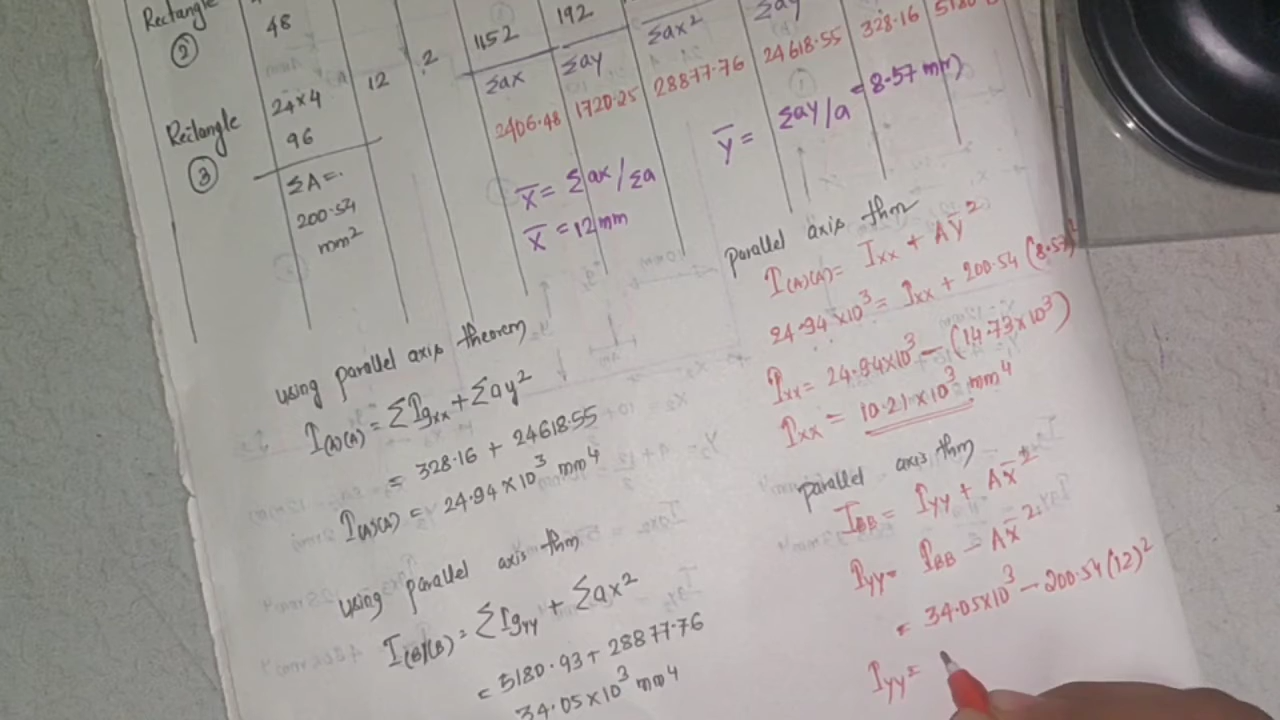 Rectangle
②
48
1152
192
Σax
Σay
Σax²
Σay
2406.48
1720.25
28877.76
24618.55
328.16
Rectangle
③
24×4
96
12
2
ΣA=
200.54
mm²
x̄ = Σax/Σa
x̄ = 12mm
ȳ = Σay/a = 8.57 mm
using parallel axis theorem
I(A)(A) = ΣIgxx + Σay²
= 328.16 + 24618.55
I(A)(A) = 24.94×10³ mm⁴
using parallel axis thm
I(B)(B) = ΣIgyy + Σax²
= 5180.93 + 28877.76
34.05×10³ mm⁴
parallel axis thm
I(A)(A) = Ixx + Aȳ²
24.94×10³ = Ixx + 200.54 (8.57)²
Ixx = 24.94×10³ - (14.73×10³)
Ixx = 10.21×10³ mm⁴
parallel axis thm
IBB = Iyy + Ax̄²
Iyy = IBB - Ax̄²
= 34.05×10³ - 200.54 (12)²
Iyy =